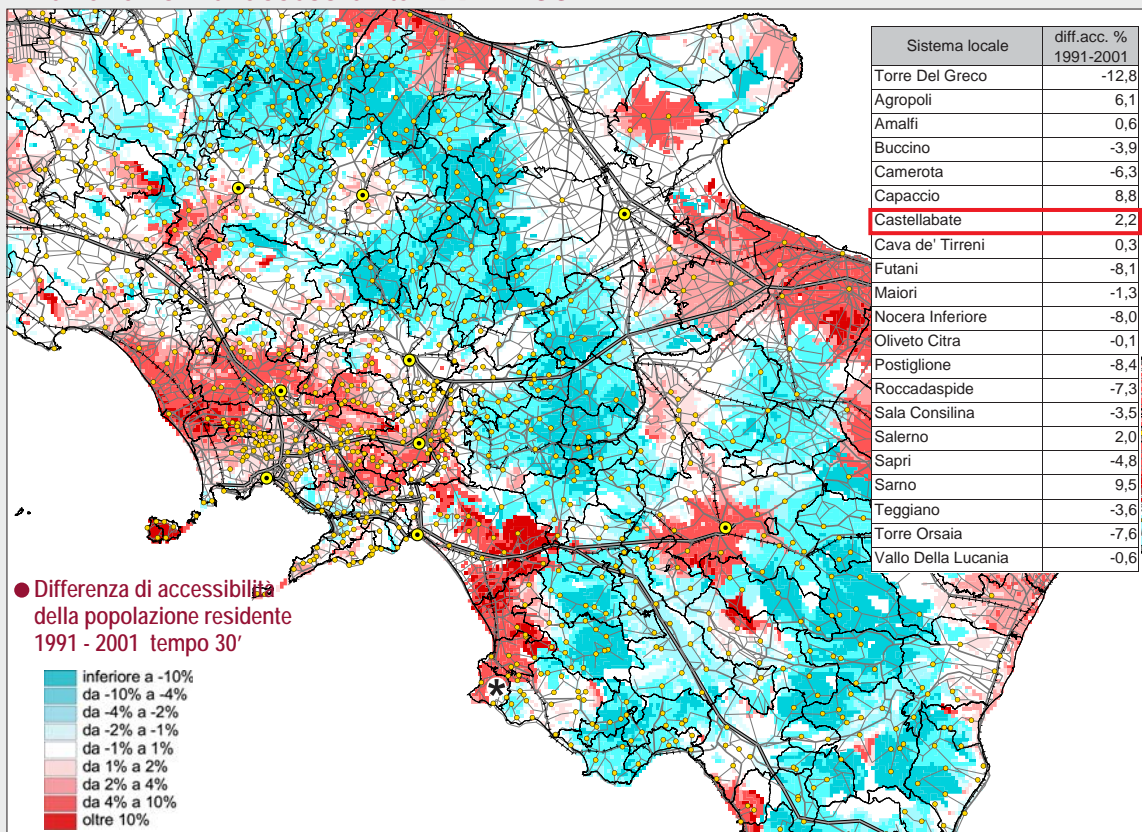 Sistema locale diff.acc. % 1991-2001
Torre Del Greco -12,8
Agropoli 6,1
Amalfi 0,6
Buccino -3,9
Camerota -6,3
Capaccio 8,8
Castellabate 2,2
Cava de' Tirreni 0,3
Futani -8,1
Maiori -1,3
Nocera Inferiore -8,0
Oliveto Citra -0,1
Postiglione -8,4
Roccadaspide -7,3
Sala Consilina -3,5
Salerno 2,0
Sapri -4,8
Sarno 9,5
Teggiano -3,6
Torre Orsaia -7,6
Vallo Della Lucania -0,6
Differenza di accessibilità
della popolazione residente
1991 - 2001 tempo 30'
inferiore a -10%
da -10% a -4%
da -4% a -2%
da -2% a -1%
da -1% a 1%
da 1% a 2%
da 2% a 4%
da 4% a 10%
oltre 10%
*